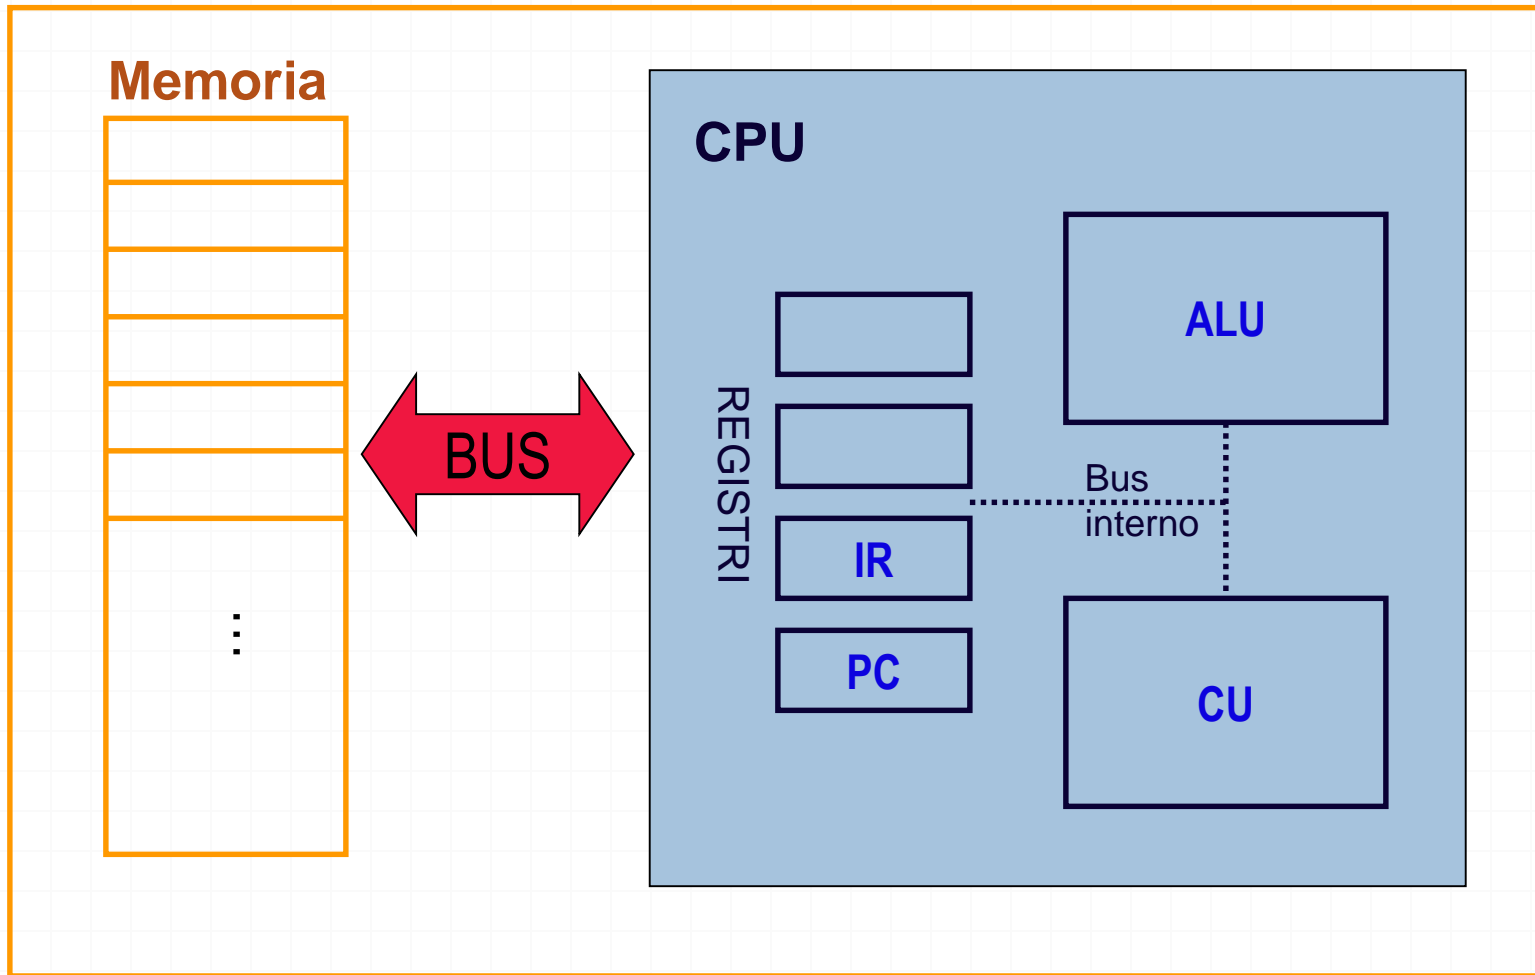 Memoria
CPU
ALU
REGISTRI
BUS
Bus
interno
IR
PC
CU
...